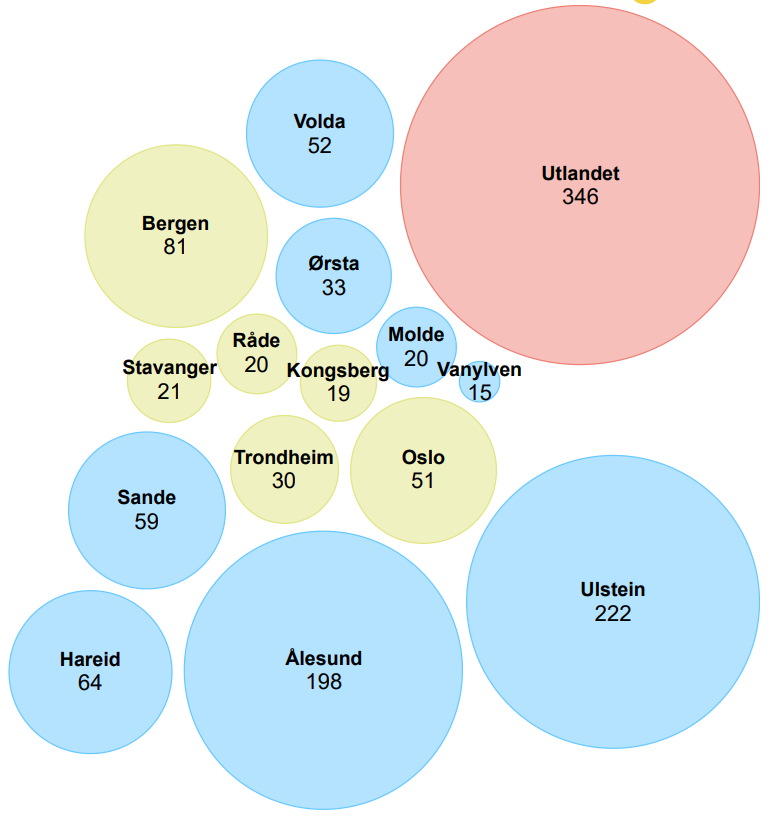 Volda
52
Utlandet
346
Bergen
81
Ørsta
33
Råde
20
Molde
20
Stavanger
21
Kongsberg
19
Vanylven
15
Trondheim
30
Oslo
51
Sande
59
Ulstein
222
Hareid
64
Ålesund
198